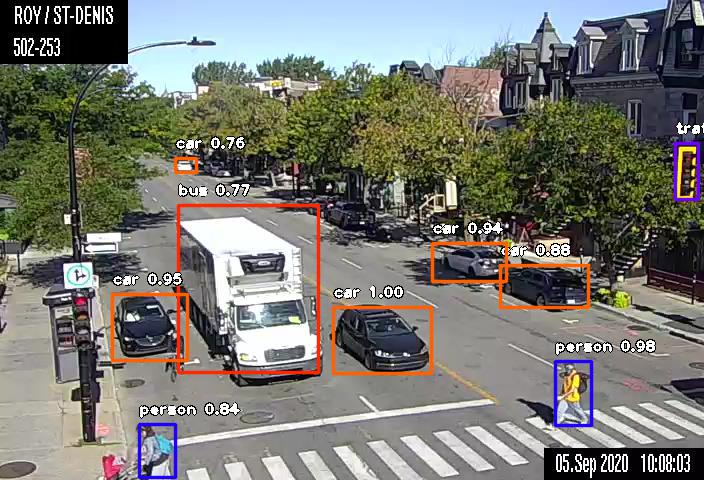 ROY / ST-DENIS
502-253
car 0.76
bus 0.77
car 0.94
car 0.88
car 0.95
car 1.00
person 0.98
person 0.84
traf
05.Sep 2020 10:08:03